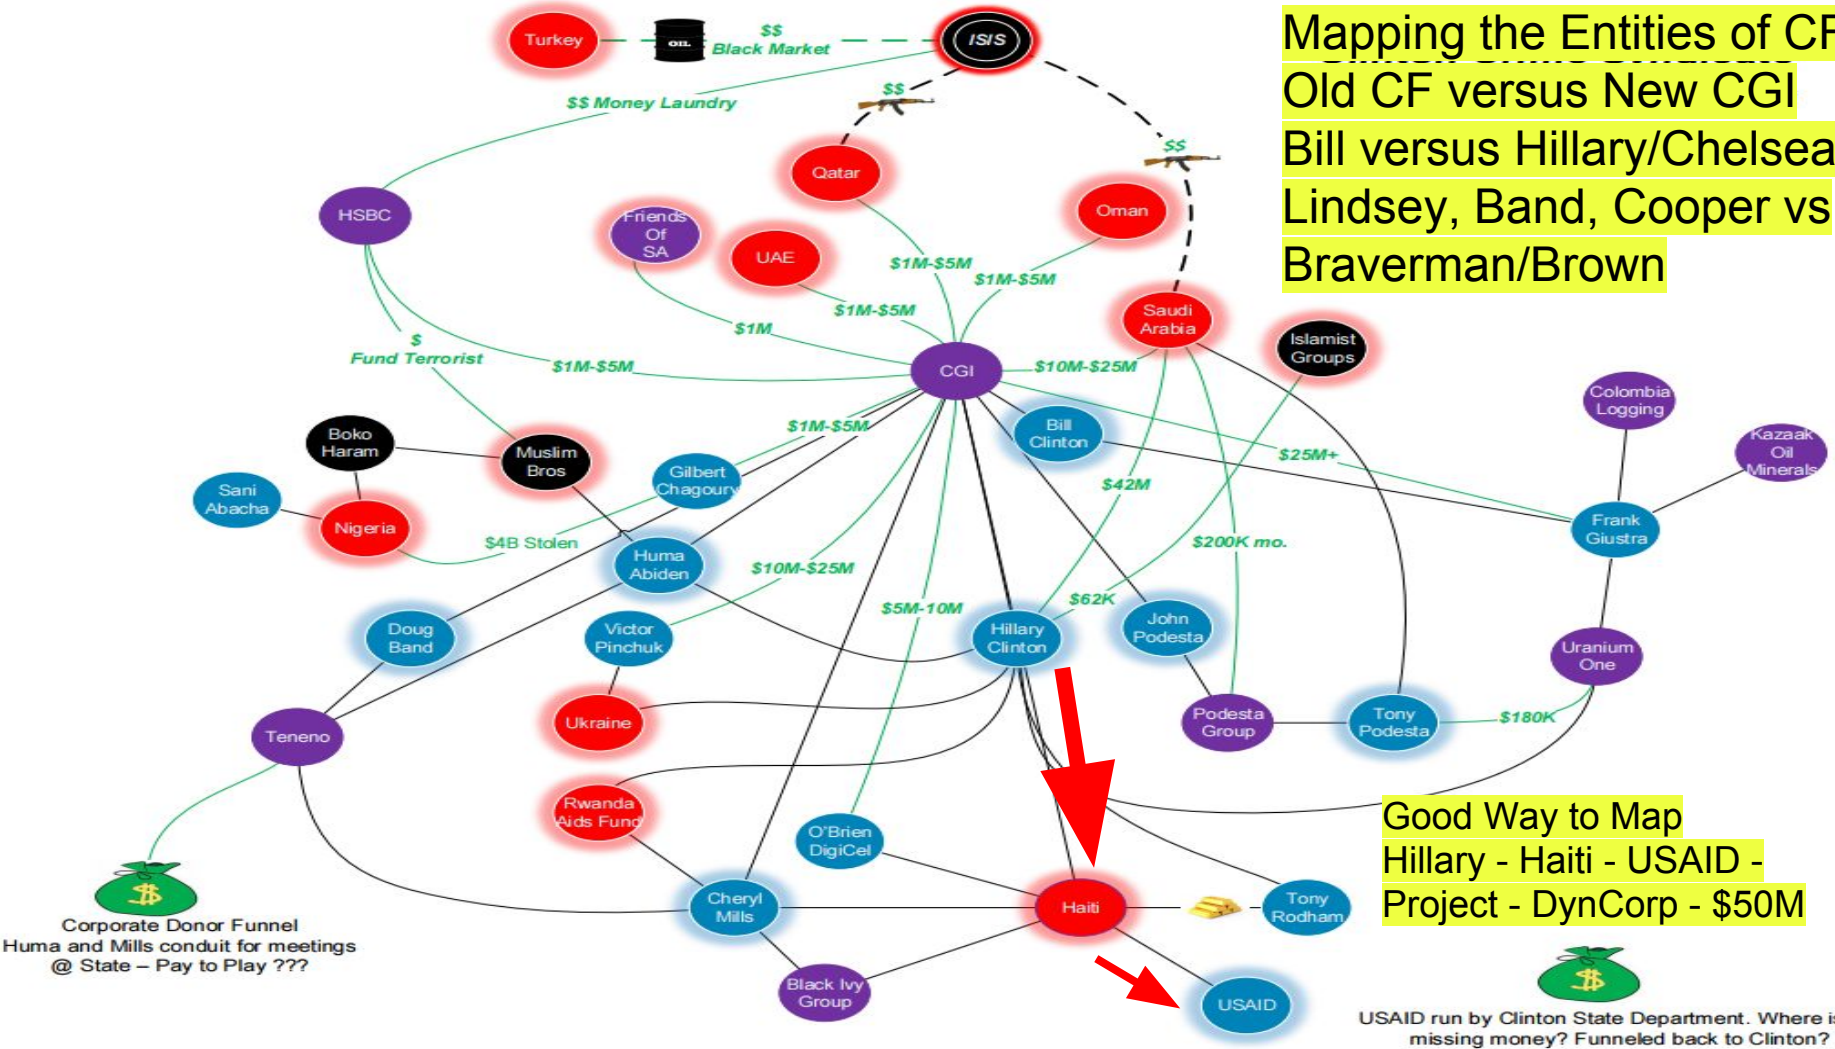 Mapping the Entities of CF
Old CF versus New CGI
Bill versus Hillary/Chelsea
Lindsey, Band, Cooper vs
Braverman/Brown
Turkey
OIL
$$
Black Market
ISIS
$$ Money Laundry
$$
$$
Qatar
Oman
HSBC
Friends
Of
SA
UAE
$1M-$5M
$1M-$5M
$1M-$5M
$1M
Saudi
Arabia
Islamist
Groups
$
Fund Terrorist
$1M-$5M
CGI
$10M-$25M
Colombia
Logging
Boko
Haram
Muslim
Bros
$1M-$5M
Bill
Clinton
$25M+
Kazaak
Oil
Minerals
Sani
Abacha
Gilbert
Chagoury
$42M
Nigeria
$4B Stolen
Frank
Giustra
Huma
Abiden
$10M-$25M
$200K mo.
$5M-10M
$62K
Doug
Band
Victor
Pinchuk
Hillary
Clinton
John
Podesta
Uranium
One
Teneno
Ukraine
Podesta
Group
Tony
Podesta
$180K
Rwanda
Aids Fund
O'Brien
DigiCel
Good Way to Map
Hillary - Haiti - USAID -
Project - DynCorp - $50M
$
Corporate Donor Funnel
Huma and Mills conduit for meetings
@ State – Pay to Play ???
Cheryl
Mills
Haiti
Tony
Rodham
Black Ivy
Group
USAID
$
USAID run by Clinton State Department. Where is
missing money? Funneled back to Clinton?